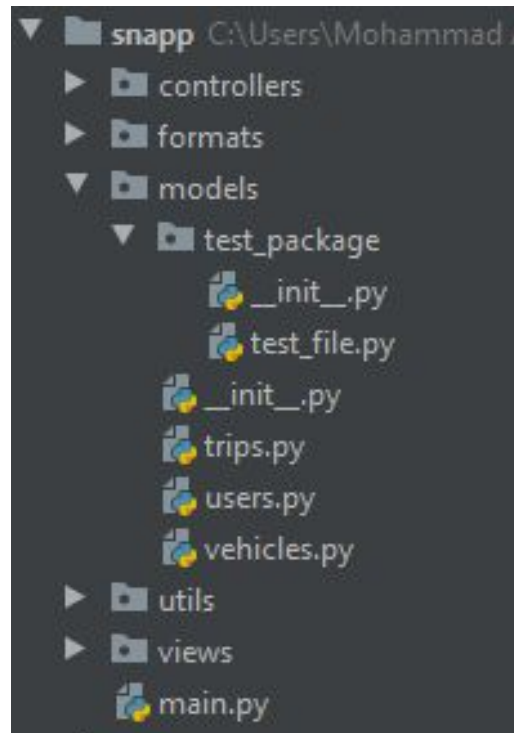 snapp C:\Users\Mohammad
controllers
formats
models
test_package
__init__.py
test_file.py
__init__.py
trips.py
users.py
vehicles.py
utils
views
main.py